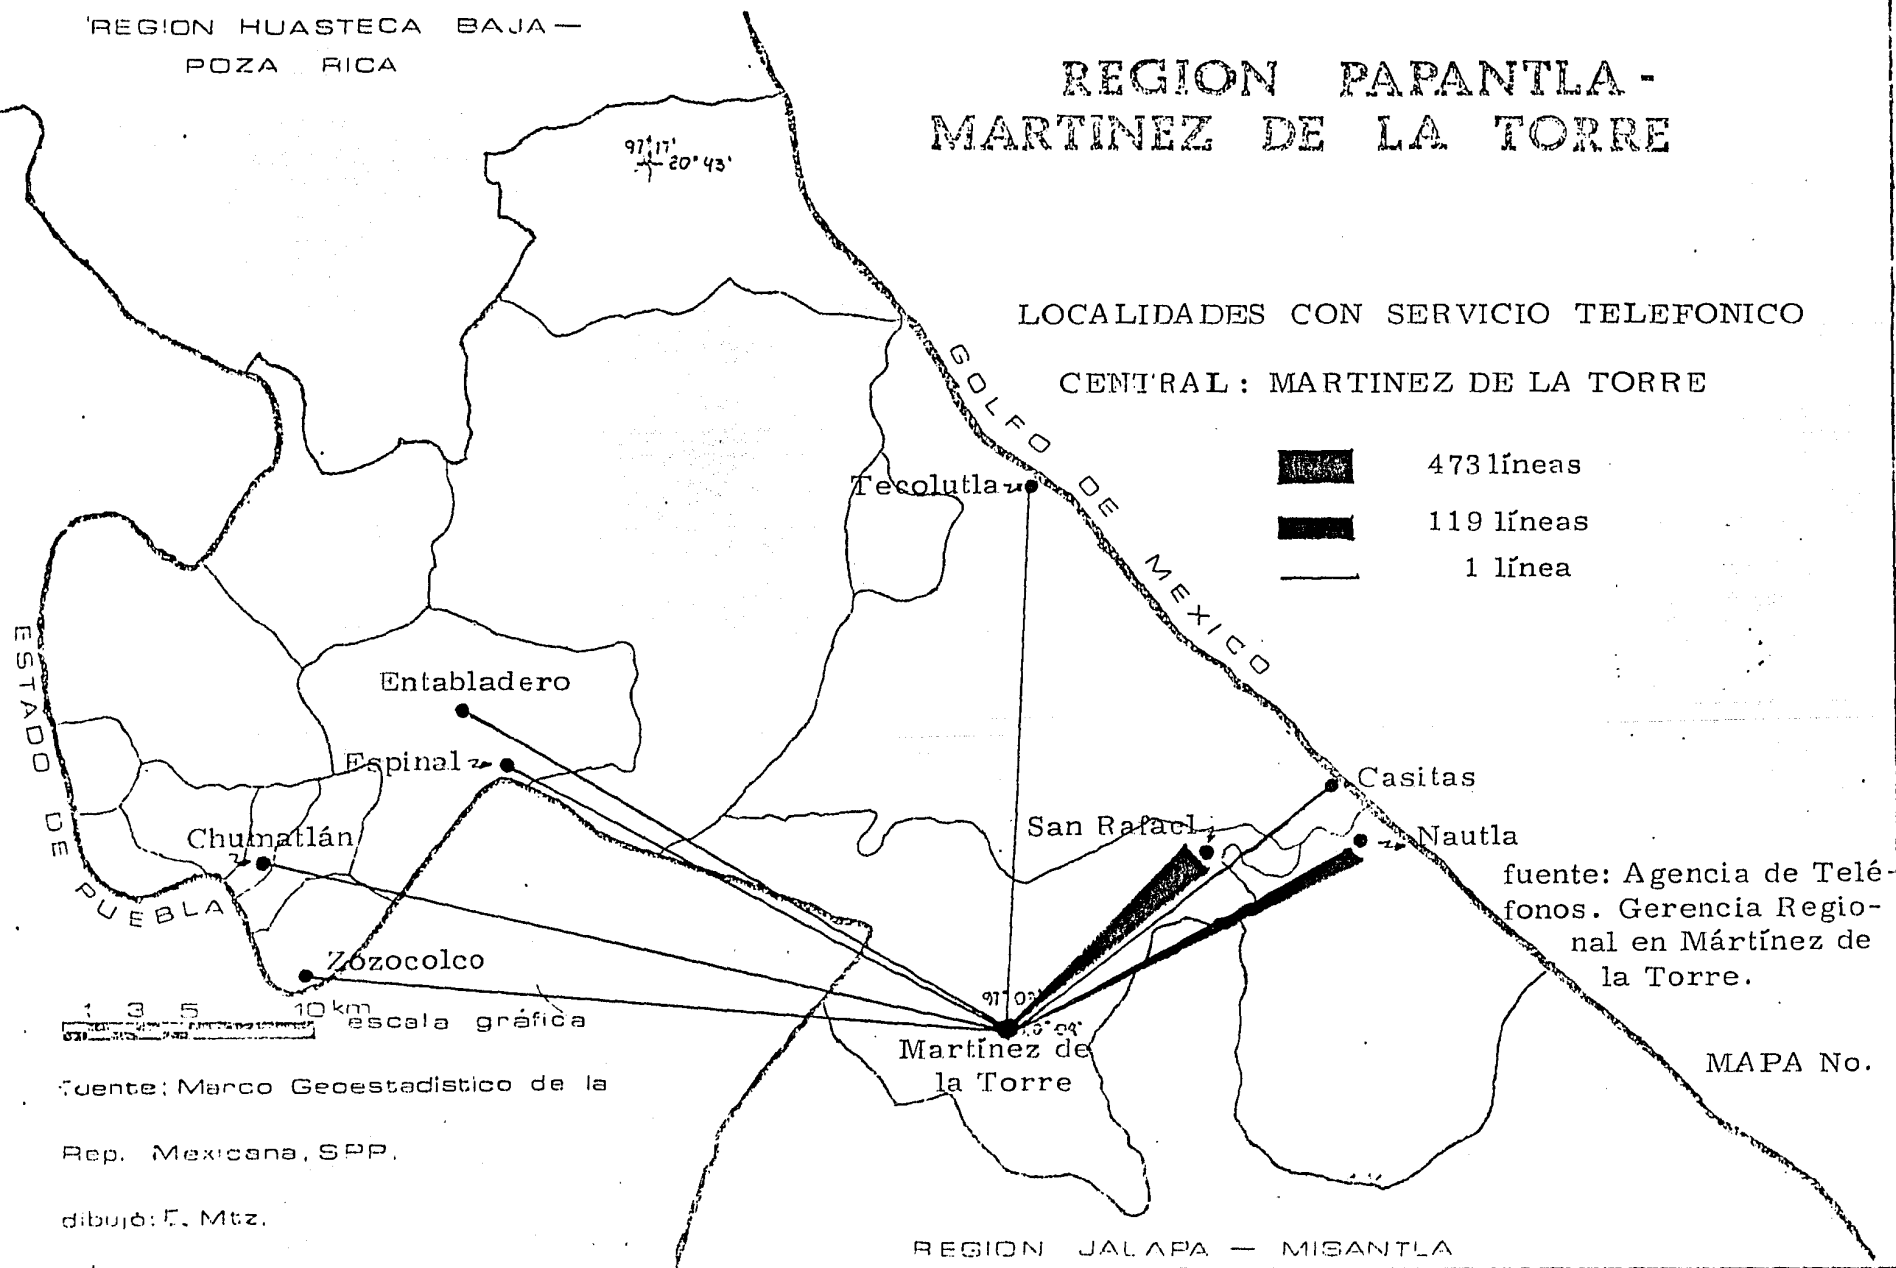 REGION HUASTECA BAJA —
POZA RICA
REGION PAPANTLA -
MARTINEZ DE LA TORRE
97°17'
20°43'
LOCALIDADES CON SERVICIO TELEFONICO
CENTRAL: MARTINEZ DE LA TORRE
473 líneas
119 líneas
1 línea
GOLFO DE MEXICO
Tecolutla
ESTADO DE PUEBLA
Entabladero
Espinal
Casitas
San Rafael
Nautla
Chumatlán
fuente: Agencia de Telé-
fonos. Gerencia Regio-
nal en Mártínez de
la Torre.
Zozocolco
1 3 5 10 km
escala gráfica
Martínez de
la Torre
MAPA No.
fuente: Marco Geoestadístico de la
Rep. Mexicana, SPP.
dibujó: F. Mtz.
REGION JALAPA — MISANTLA